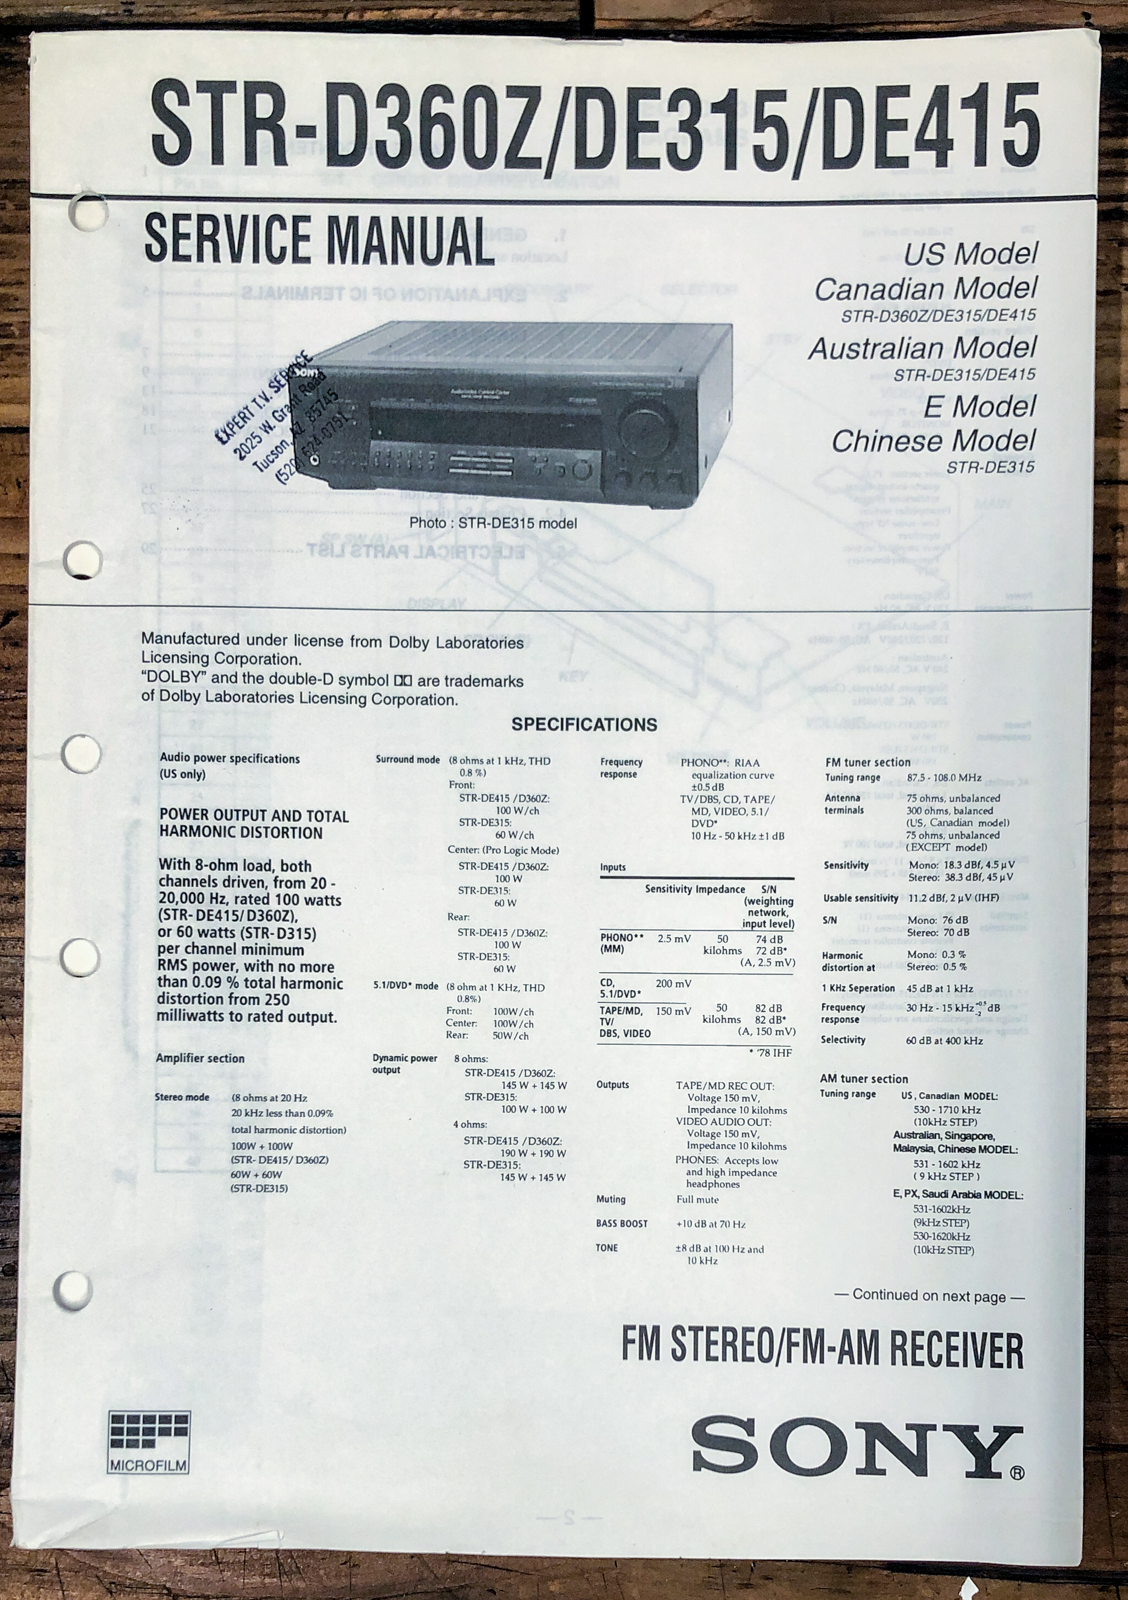 STR-D360Z/DE315/DE415
SERVICE MANUAL
US Model
Canadian Model
STR-D360Z/DE315/DE415
Australian Model
STR-DE315/DE415
E Model
Chinese Model
STR-DE315
SONY
EXPERT T.V. SERVICE
2025 W. Grant Road
Tucson, AZ 85745
(520) 624-0751
Photo : STR-DE315 model
Manufactured under license from Dolby Laboratories
Licensing Corporation.
“DOLBY” and the double-D symbol are trademarks
of Dolby Laboratories Licensing Corporation.
SPECIFICATIONS
Audio power specifications
(US only)
POWER OUTPUT AND TOTAL
HARMONIC DISTORTION
With 8-ohm load, both
channels driven, from 20 -
20,000 Hz, rated 100 watts
(STR- DE415/ D360Z),
or 60 watts (STR-D315)
per channel minimum
RMS power, with no more
than 0.09 % total harmonic
distortion from 250
milliwatts to rated output.
Amplifier section
Stereo mode (8 ohms at 20 Hz
20 kHz less than 0.09%
total harmonic distortion)
100W + 100W
(STR- DE415/ D360Z)
60W + 60W
(STR-DE315)
Surround mode (8 ohms at 1 kHz, THD
0.8 %)
Front:
STR-DE415 /D360Z:
100 W/ch
STR-DE315:
60 W/ch
Center: (Pro Logic Mode)
STR-DE415 /D360Z:
100 W
STR-DE315:
60 W
Rear:
STR-DE415 /D360Z:
100 W
STR-DE315:
60 W
5.1/DVD* mode (8 ohm at 1 KHz, THD
0.8%)
Front: 100W/ch
Center: 100W/ch
Rear: 50W/ch
Dynamic power output 8 ohms:
STR-DE415 /D360Z:
145 W + 145 W
STR-DE315:
100 W + 100 W
4 ohms:
STR-DE415 /D360Z:
190 W + 190 W
STR-DE315:
145 W + 145 W
Frequency response PHONO**: RIAA
equalization curve
±0.5 dB
TV/DBS, CD, TAPE/
MD, VIDEO, 5.1/
DVD*
10 Hz - 50 kHz ±1 dB
Inputs
Sensitivity Impedance S/N
(weighting
network,
input level)
PHONO** 2.5 mV 50 74 dB
(MM) kilohms 72 dB*
(A, 2.5 mV)
CD, 200 mV
5.1/DVD*
TAPE/MD, 150 mV 50 82 dB
TV/ kilohms 82 dB*
DBS, VIDEO (A, 150 mV)
* '78 IHF
Outputs TAPE/MD REC OUT:
Voltage 150 mV,
Impedance 10 kilohms
VIDEO AUDIO OUT:
Voltage 150 mV,
Impedance 10 kilohms
PHONES: Accepts low
and high impedance
headphones
Muting Full mute
BASS BOOST +10 dB at 70 Hz
TONE ±8 dB at 100 Hz and
10 kHz
FM tuner section
Tuning range 87.5 - 108.0 MHz
Antenna 75 ohms, unbalanced
terminals 300 ohms, balanced
(US, Canadian model)
75 ohms, unbalanced
(EXCEPT model)
Sensitivity Mono: 18.3 dBf, 4.5 µV
Stereo: 38.3 dBf, 45 µV
Usable sensitivity 11.2 dBf, 2 µV (IHF)
S/N Mono: 76 dB
Stereo: 70 dB
Harmonic Mono: 0.3 %
distortion at Stereo: 0.5 %
1 KHz Seperation 45 dB at 1 kHz
Frequency 30 Hz - 15 kHz +0.5 -2 dB
response
Selectivity 60 dB at 400 kHz
AM tuner section
Tuning range US , Canadian MODEL:
530 - 1710 kHz
(10kHz STEP)
Australian, Singapore,
Malaysia, Chinese MODEL:
531 - 1602 kHz
( 9 kHz STEP )
E, PX, Saudi Arabia MODEL:
531-1602kHz
(9kHz STEP)
530-1620kHz
(10kHz STEP)
— Continued on next page —
FM STEREO/FM-AM RECEIVER
MICROFILM
SONY®